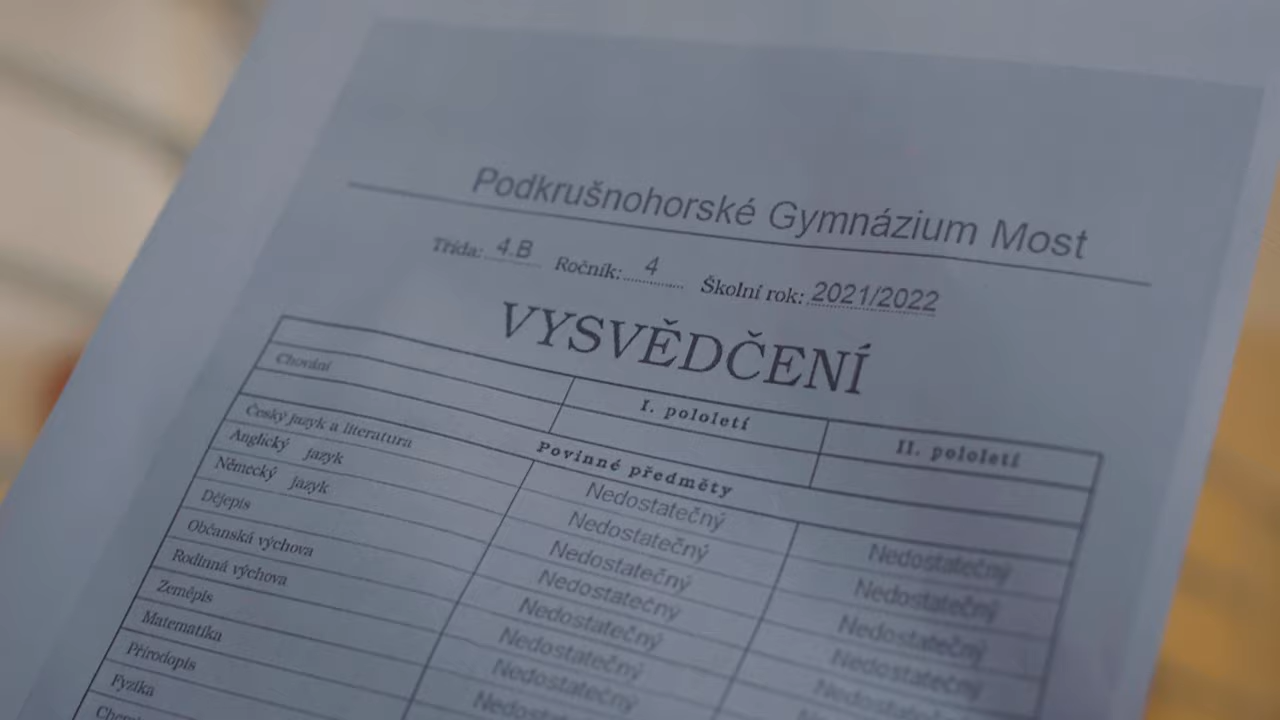 Podkrušnohorské Gymnázium Most
Třída: 4.B Ročník: 4 Školní rok: 2021/2022
VYSVĚDČENÍ
I. pololetí II. pololetí
Chování
Povinné předměty
Český jazyk a literatura Nedostatečný Nedostatečný
Anglický jazyk Nedostatečný Nedostatečný
Německý jazyk Nedostatečný Nedostatečný
Dějepis Nedostatečný Nedostatečný
Občanská výchova Nedostatečný Nedostatečný
Rodinná výchova Nedostatečný
Zeměpis Nedostatečný
Matematika Nedostatečný
Přírodopis
Fyzika